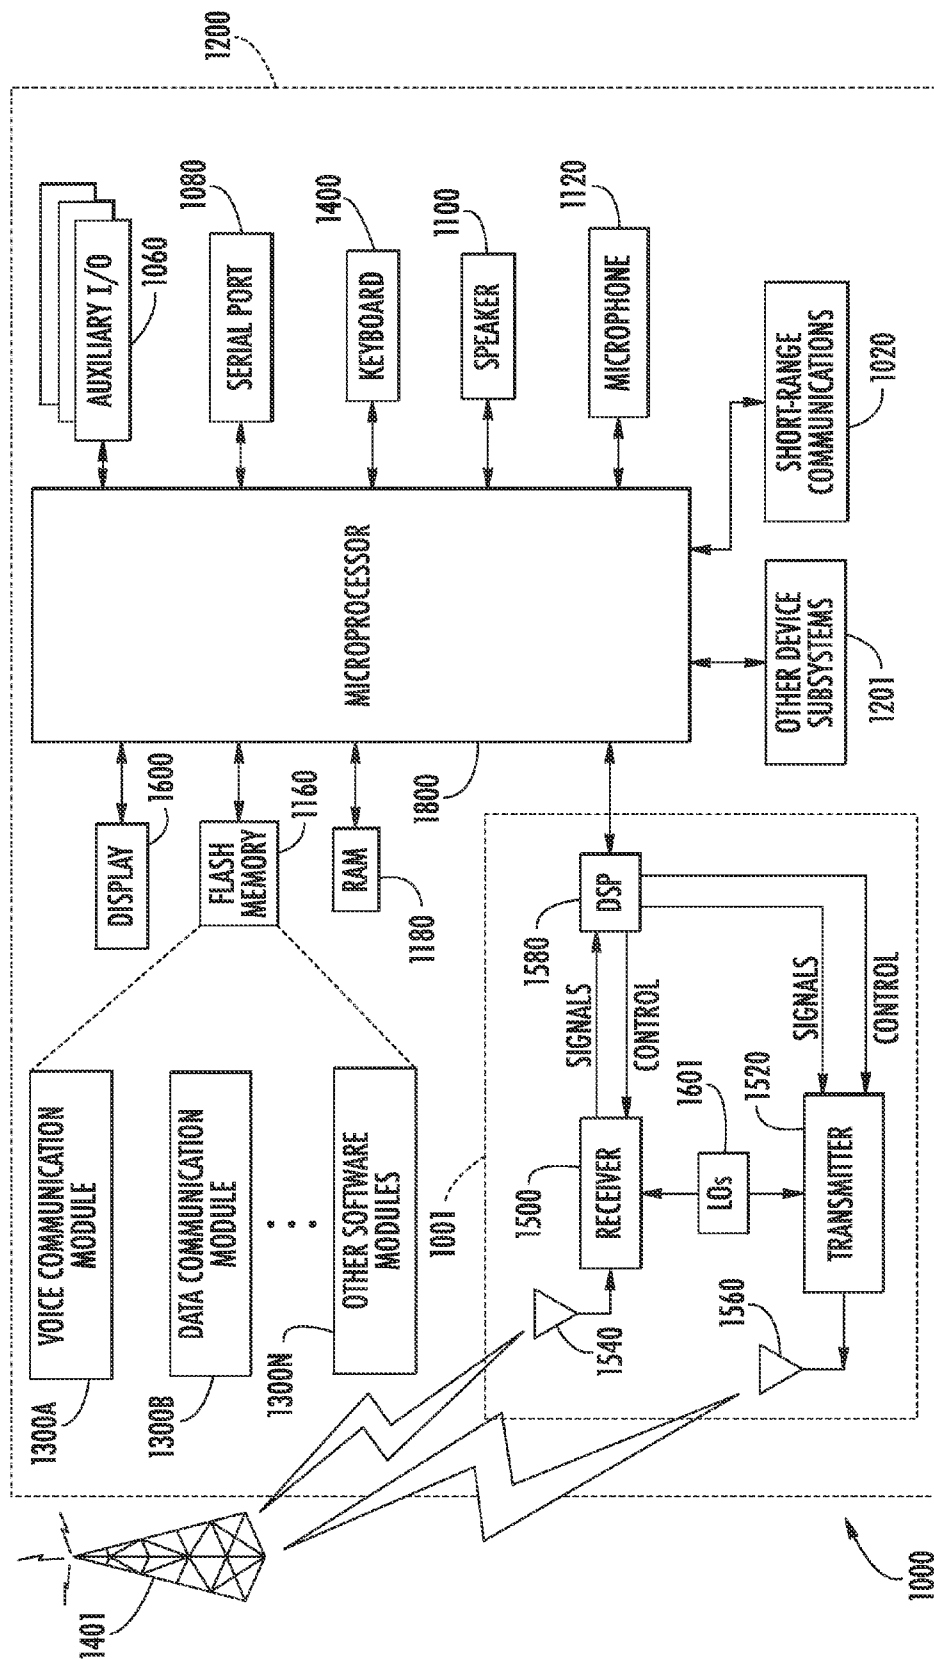 1200
VOICE COMMUNICATION
MODULE
1300A
DATA COMMUNICATION
MODULE
1300B
OTHER SOFTWARE
MODULES
1300N
DISPLAY
1600
FLASH
MEMORY
1160
RAM
1180
MICROPROCESSOR
1800
AUXILIARY I/O
1060
SERIAL PORT
1080
KEYBOARD
1400
SPEAKER
1100
MICROPHONE
1120
SHORT-RANGE
COMMUNICATIONS
1020
OTHER DEVICE
SUBSYSTEMS
1201
1001
1401
1540
1500
RECEIVER
SIGNALS
CONTROL
1580
DSP
1601
LOs
1560
1520
TRANSMITTER
SIGNALS
CONTROL
1000